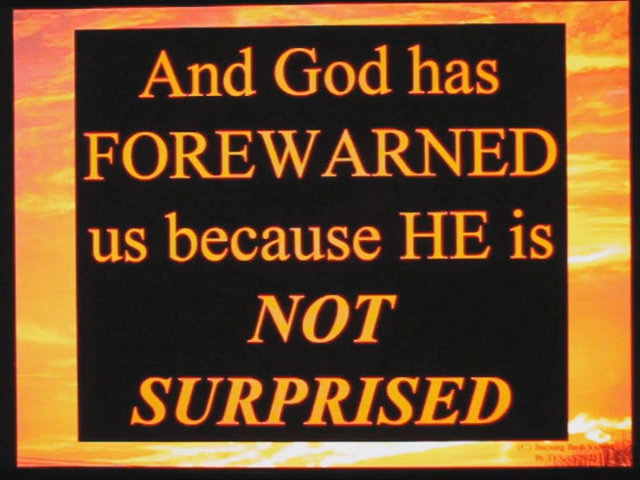 And God has
FOREWARNED
us because HE is
NOT
SURPRISED